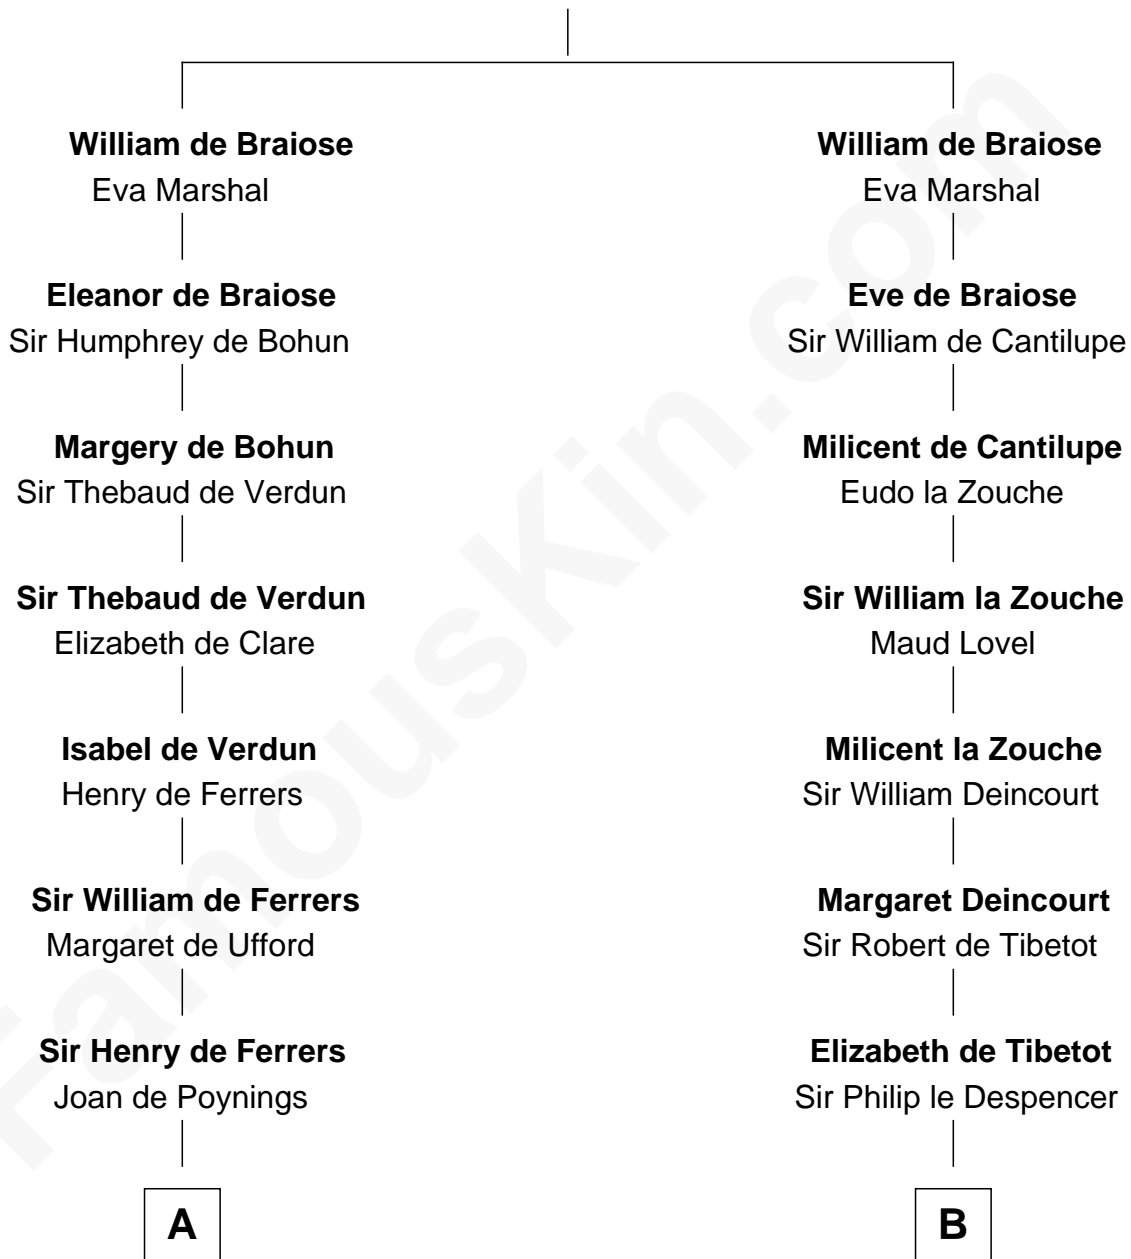 William de Braiose
Eva Marshal
Eleanor de Braiose
Sir Humphrey de Bohun
Margery de Bohun
Sir Thebaud de Verdun
Sir Thebaud de Verdun
Elizabeth de Clare
Isabel de Verdun
Henry de Ferrers
Sir William de Ferrers
Margaret de Ufford
Sir Henry de Ferrers
Joan de Poynings
A
William de Braiose
Eva Marshal
Eve de Braiose
Sir William de Cantilupe
Milicent de Cantilupe
Eudo la Zouche
Sir William la Zouche
Maud Lovel
Milicent la Zouche
Sir William Deincourt
Margaret Deincourt
Sir Robert de Tibetot
Elizabeth de Tibetot
Sir Philip le Despencer
B
FamousKin.com